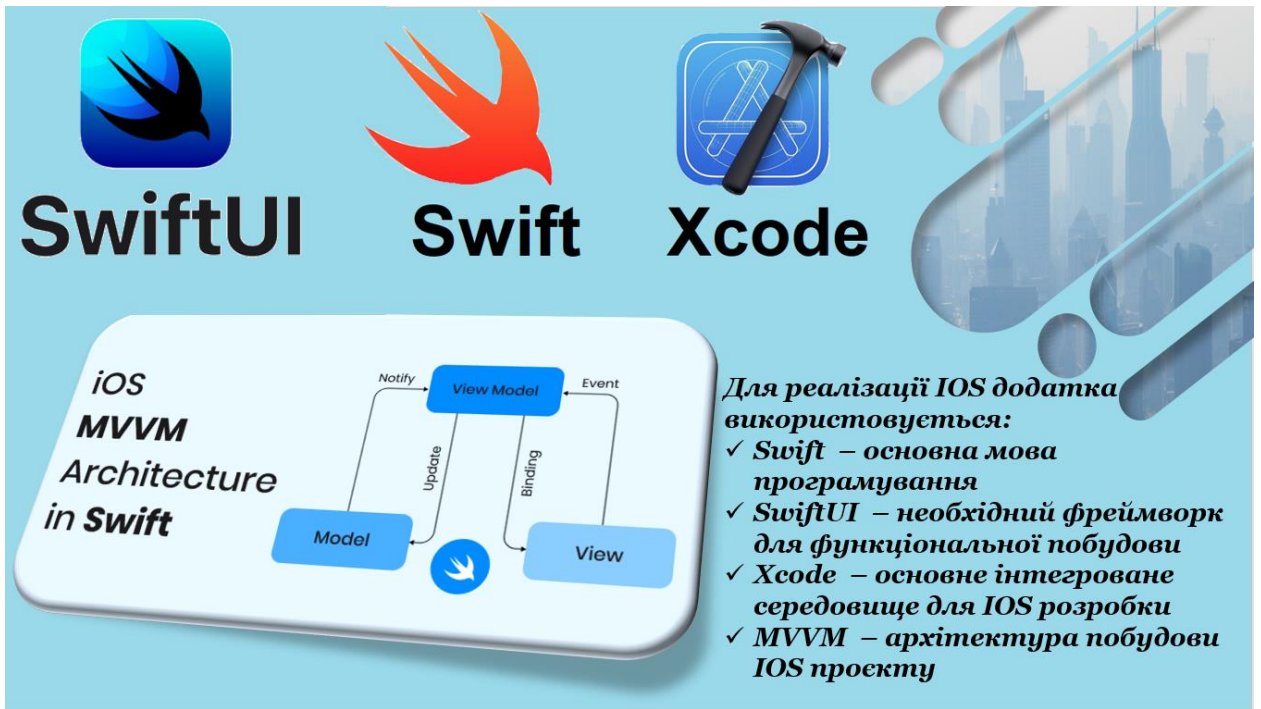 SwiftUI
Swift
Xcode
iOS
MVVM
Architecture
in Swift
Notify
View Model
Event
Update
Binding
Model
View
Для реалізації IOS додатка
використовується:
✓ Swift – основна мова
програмування
✓ SwiftUI – необхідний фреймворк
для функціональної побудови
✓ Xcode – основне інтегроване
середовище для IOS розробки
✓ MVVM – архітектура побудови
IOS проєкту